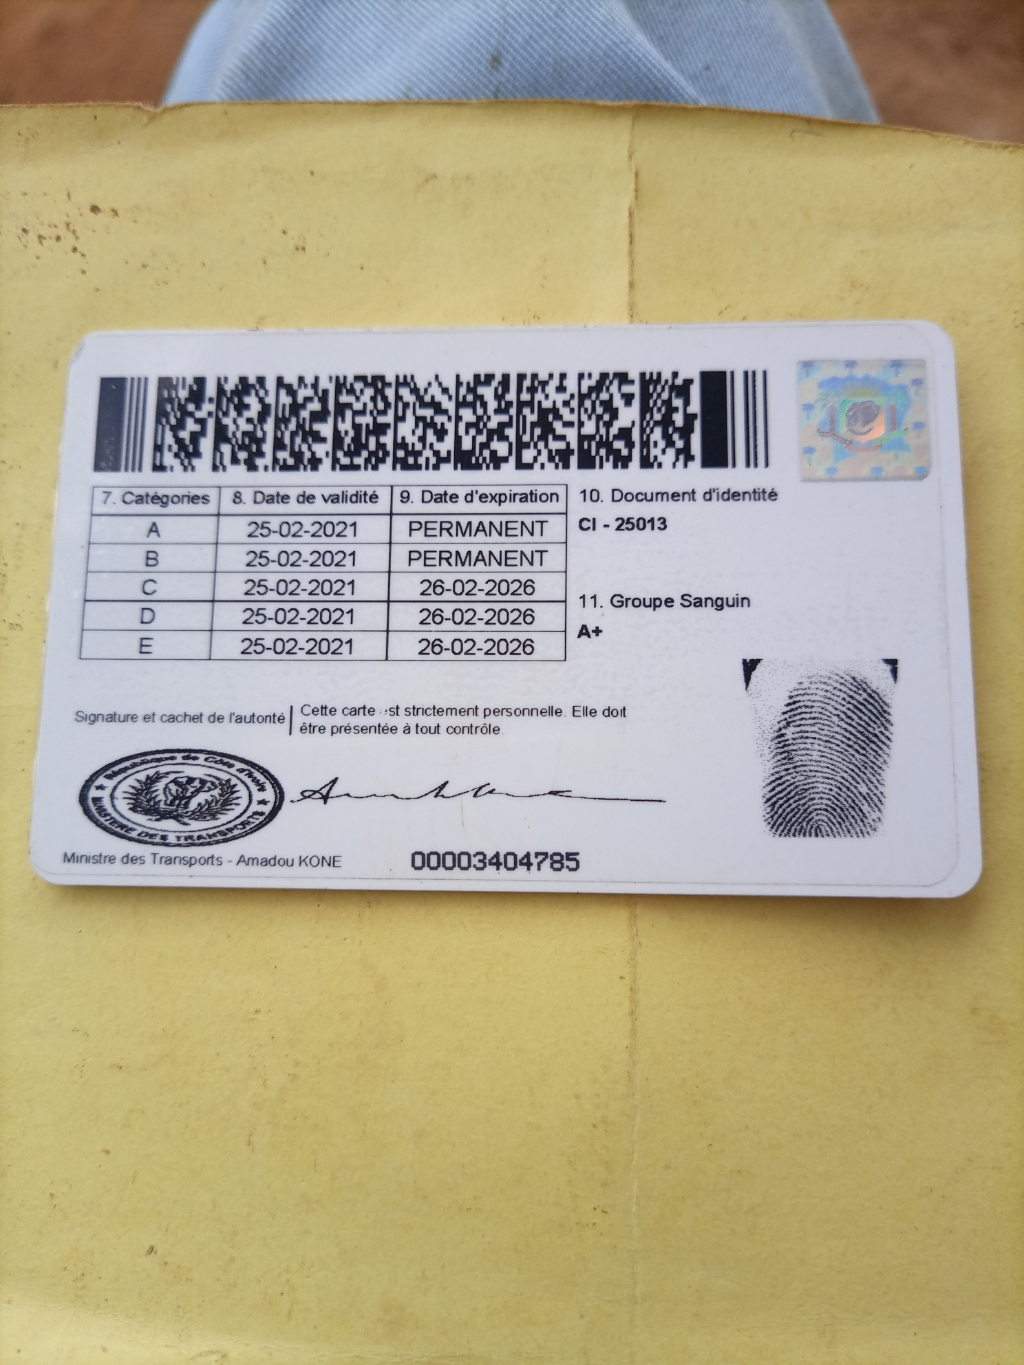 7. Catégories 8. Date de validité 9. Date d'expiration
A 25-02-2021 PERMANENT
B 25-02-2021 PERMANENT
C 25-02-2021 26-02-2026
D 25-02-2021 26-02-2026
E 25-02-2021 26-02-2026
10. Document d'identité
CI - 25013
11. Groupe Sanguin
A+
Signature et cachet de l'autorité
Cette carte est strictement personnelle. Elle doit
être présentée à tout contrôle
République de Côte d'Ivoire
MINISTERE DES TRANSPORTS
Ministre des Transports - Amadou KONE
00003404785